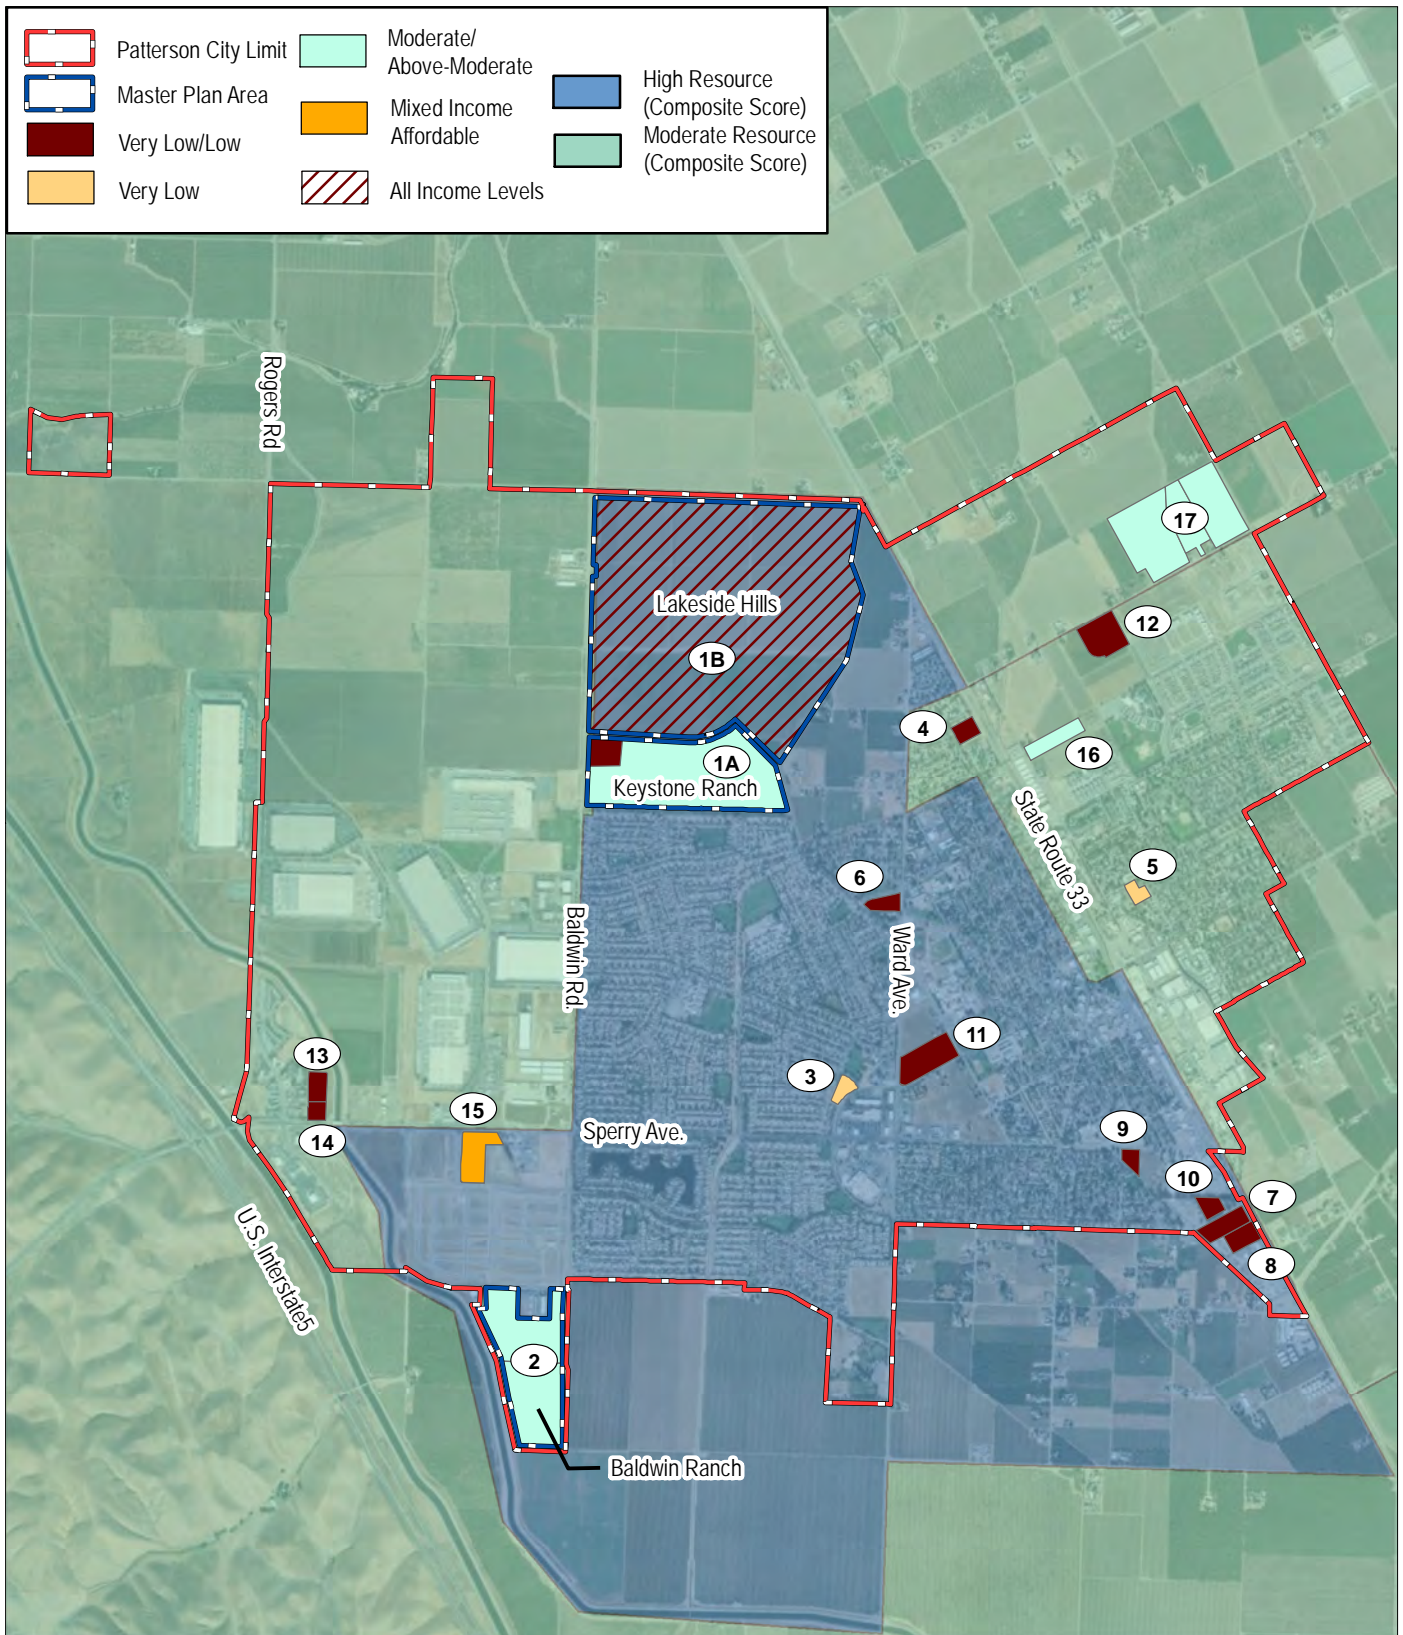 Patterson City Limit
Master Plan Area
Very Low/Low
Very Low
Moderate/
Above-Moderate
Mixed Income
Affordable
All Income Levels
High Resource
(Composite Score)
Moderate Resource
(Composite Score)
Rogers Rd
17
Lakeside Hills
12
1B
4
16
1A
Keystone Ranch
State Route 33
5
6
Baldwin Rd.
Ward Ave.
11
13
3
15
14
Sperry Ave.
9
10
7
8
U.S. Interstate5
2
Baldwin Ranch